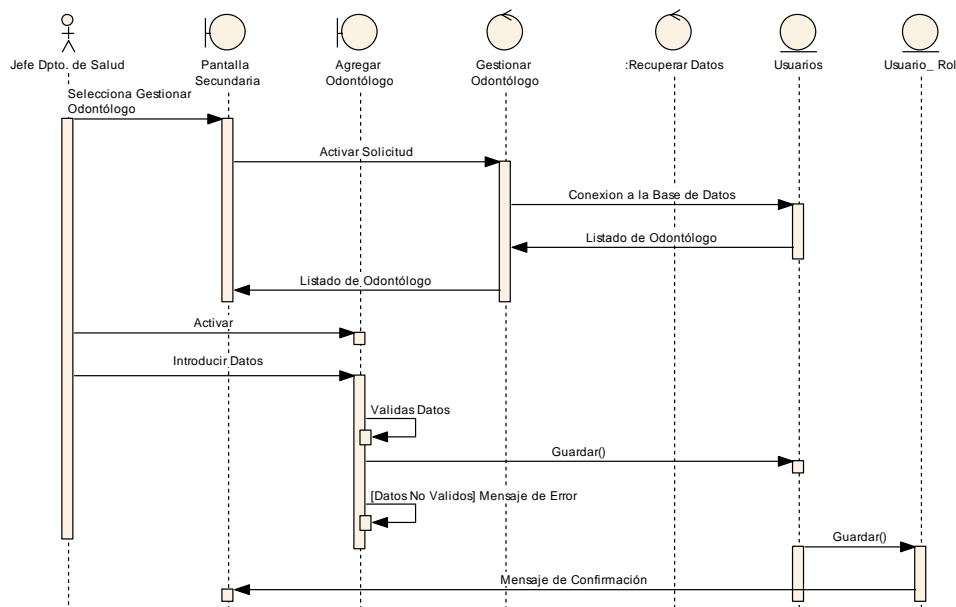 Jefe Dpto. de Salud
Pantalla
Secundaria
Agregar
Odontólogo
Gestionar
Odontólogo
:Recuperar Datos
Usuarios
Usuario_ Rol
Selecciona Gestionar
Odontólogo
Activar Solicitud
Conexion a la Base de Datos
Listado de Odontólogo
Listado de Odontólogo
Activar
Introducir Datos
Validas Datos
Guardar()
[Datos No Validos] Mensaje de Error
Guardar()
Mensaje de Confirmación